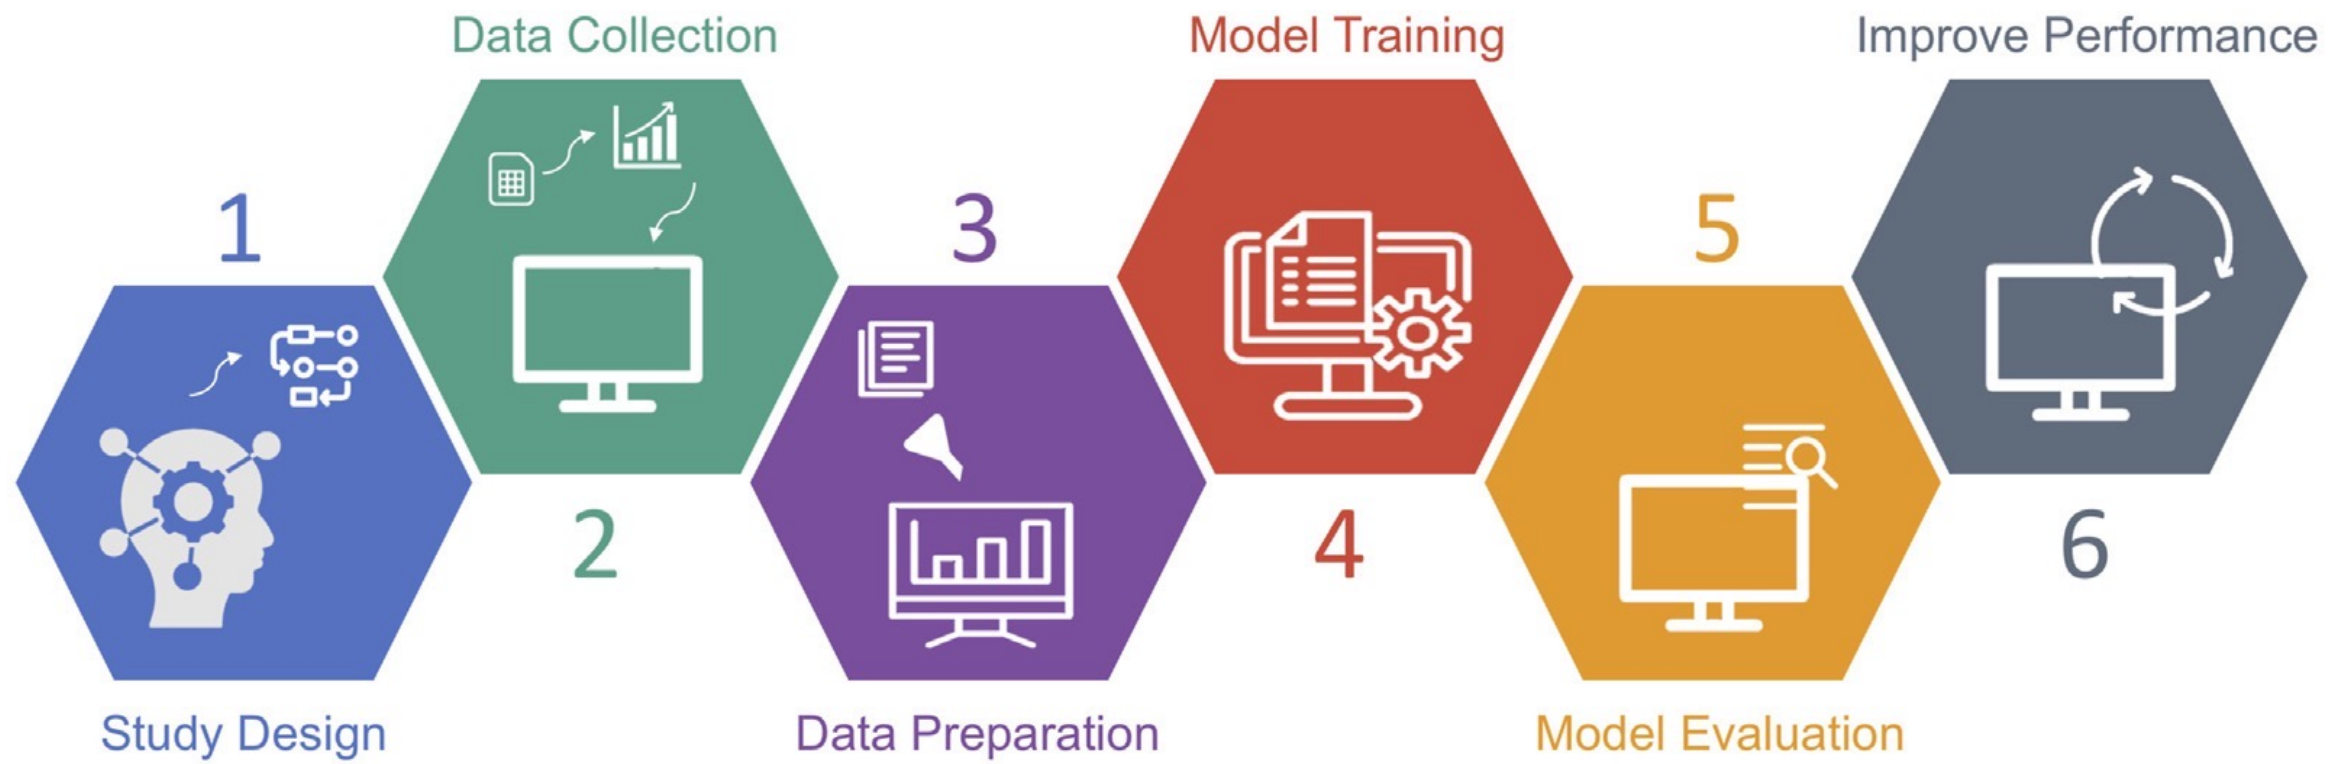 1
Study Design
Data Collection
2
3
Data Preparation
Model Training
4
5
Model Evaluation
Improve Performance
6